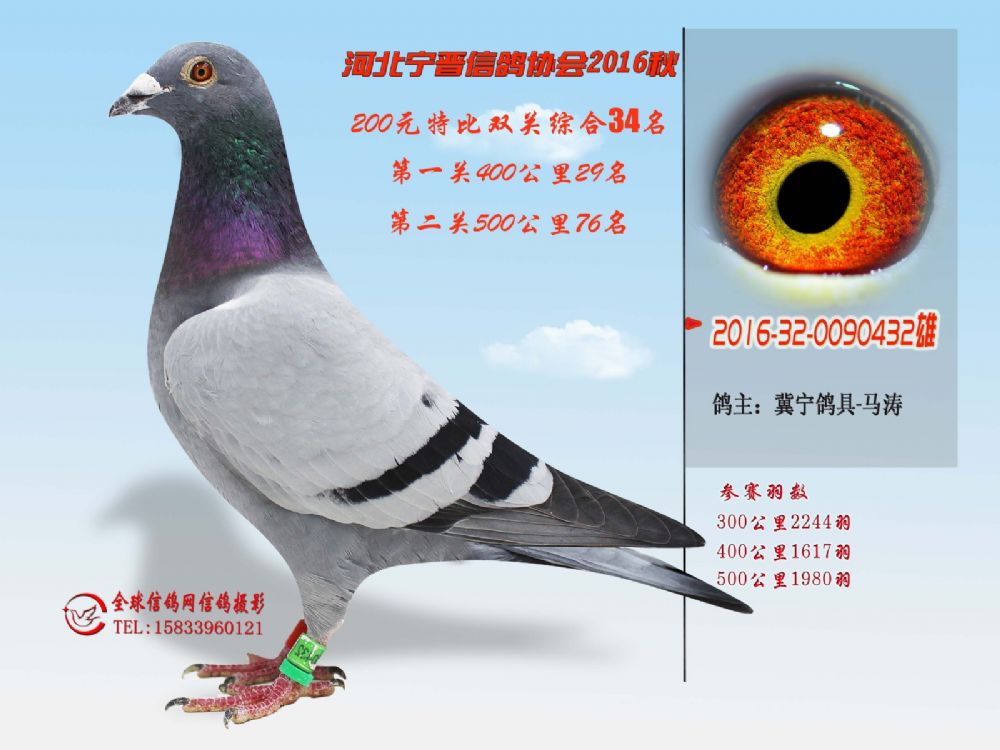 河北宁晋信鸽协会2016秋
200元特比双关综合34名
第一关400公里29名
第二关500公里76名
2016-32-0090432雄
鸽主：冀宁鸽具-马涛
参赛羽数
300公里2244羽
400公里1617羽
500公里1980羽
全球信鸽网信鸽摄影
TEL:15833960121